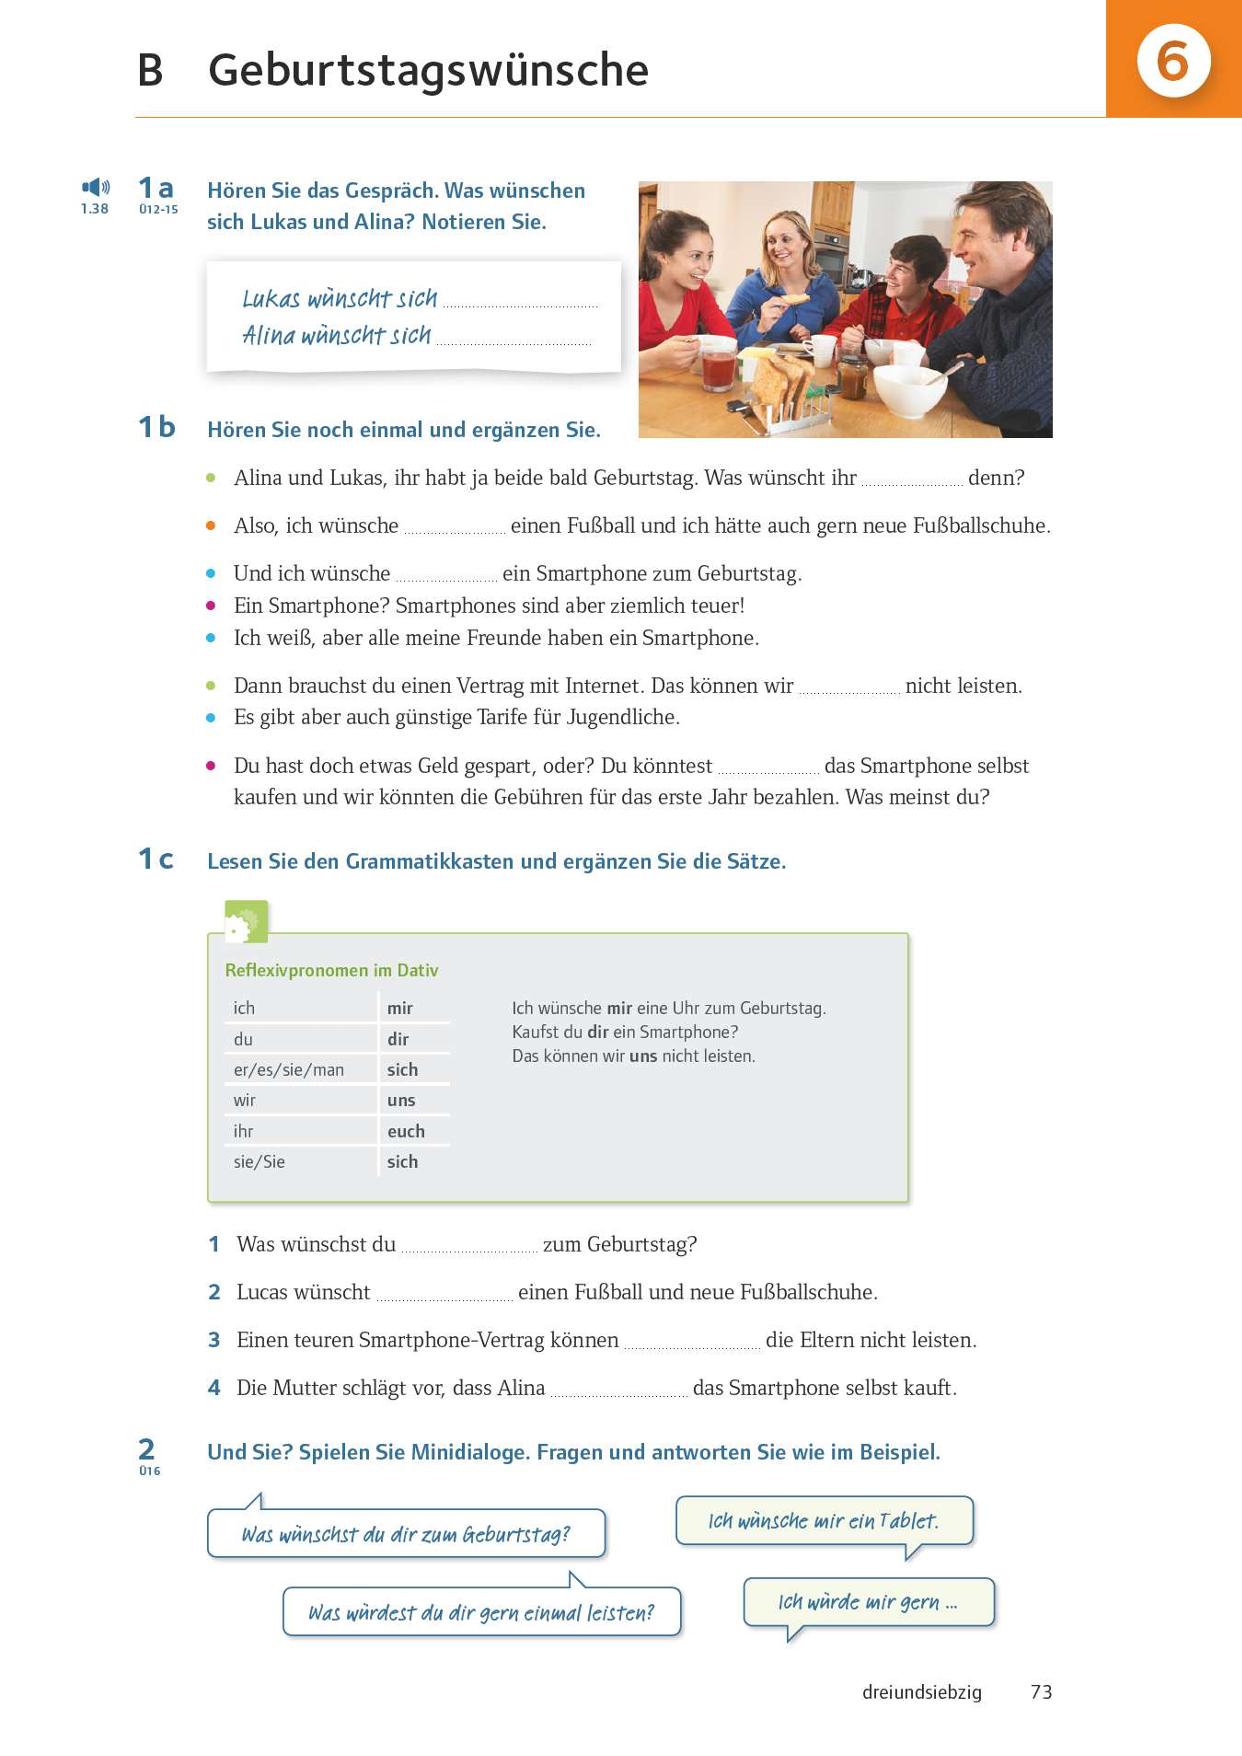 B Geburtstagswünsche
6
1.38
1a
Ü12-15
Hören Sie das Gespräch. Was wünschen
sich Lukas und Alina? Notieren Sie.
Lukas wünscht sich
Alina wünscht sich
1b Hören Sie noch einmal und ergänzen Sie.
• Alina und Lukas, ihr habt ja beide bald Geburtstag. Was wünscht ihr ........................ denn?
• Also, ich wünsche ........................ einen Fußball und ich hätte auch gern neue Fußballschuhe.
• Und ich wünsche ........................ ein Smartphone zum Geburtstag.
• Ein Smartphone? Smartphones sind aber ziemlich teuer!
• Ich weiß, aber alle meine Freunde haben ein Smartphone.
• Dann brauchst du einen Vertrag mit Internet. Das können wir ........................ nicht leisten.
• Es gibt aber auch günstige Tarife für Jugendliche.
• Du hast doch etwas Geld gespart, oder? Du könntest ........................ das Smartphone selbst
kaufen und wir könnten die Gebühren für das erste Jahr bezahlen. Was meinst du?
1c Lesen Sie den Grammatikkasten und ergänzen Sie die Sätze.
Reflexivpronomen im Dativ
ich mir
du dir
er/es/sie/man sich
wir uns
ihr euch
sie/Sie sich
Ich wünsche mir eine Uhr zum Geburtstag.
Kaufst du dir ein Smartphone?
Das können wir uns nicht leisten.
1 Was wünschst du ........................ zum Geburtstag?
2 Lucas wünscht ........................ einen Fußball und neue Fußballschuhe.
3 Einen teuren Smartphone-Vertrag können ........................ die Eltern nicht leisten.
4 Die Mutter schlägt vor, dass Alina ........................ das Smartphone selbst kauft.
2
Ü16
Und Sie? Spielen Sie Minidialoge. Fragen und antworten Sie wie im Beispiel.
Was wünschst du dir zum Geburtstag?
Ich wünsche mir ein Tablet.
Was würdest du dir gern einmal leisten?
Ich würde mir gern ...
dreiundsiebzig 73